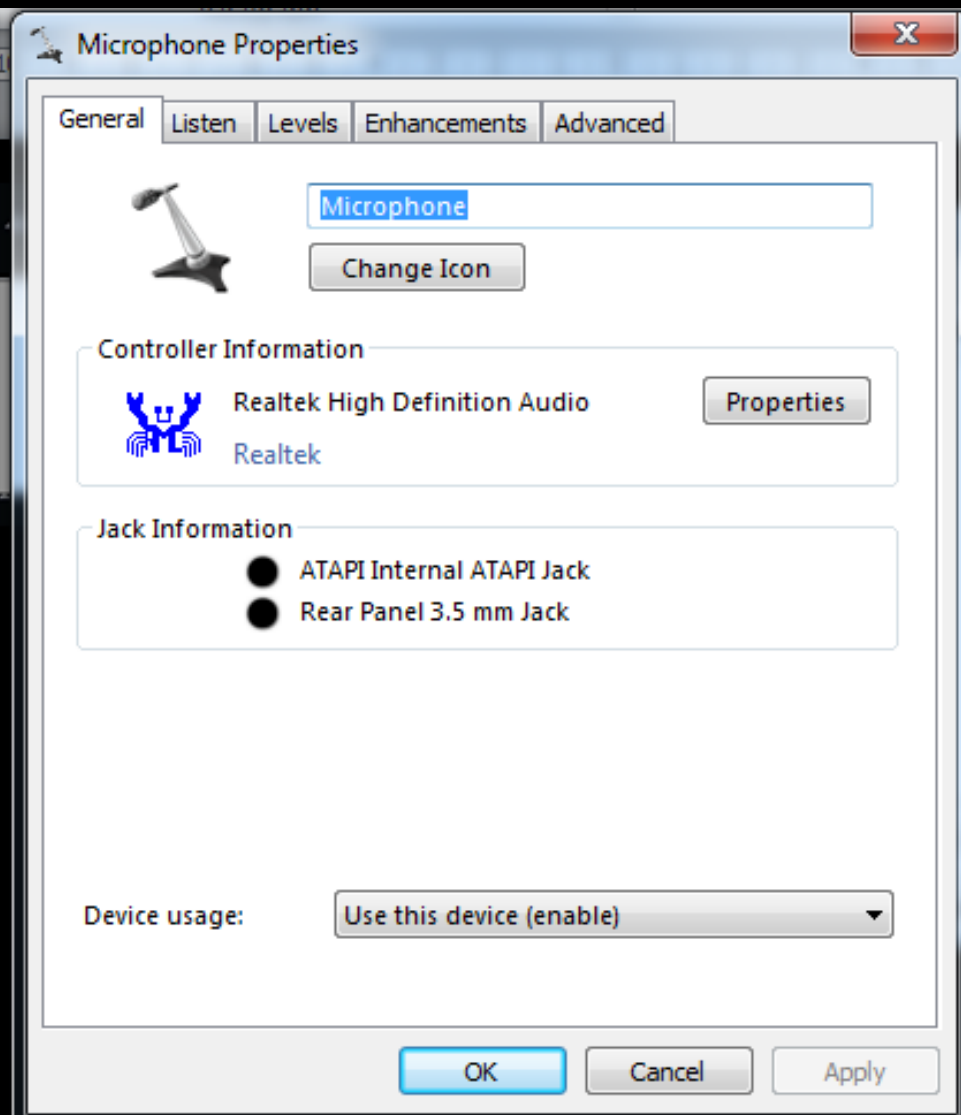 Microphone Properties
General Listen Levels Enhancements Advanced
Microphone
Change Icon
Controller Information
Realtek High Definition Audio
Properties
Realtek
Jack Information
ATAPI Internal ATAPI Jack
Rear Panel 3.5 mm Jack
Device usage: Use this device (enable)
OK Cancel Apply